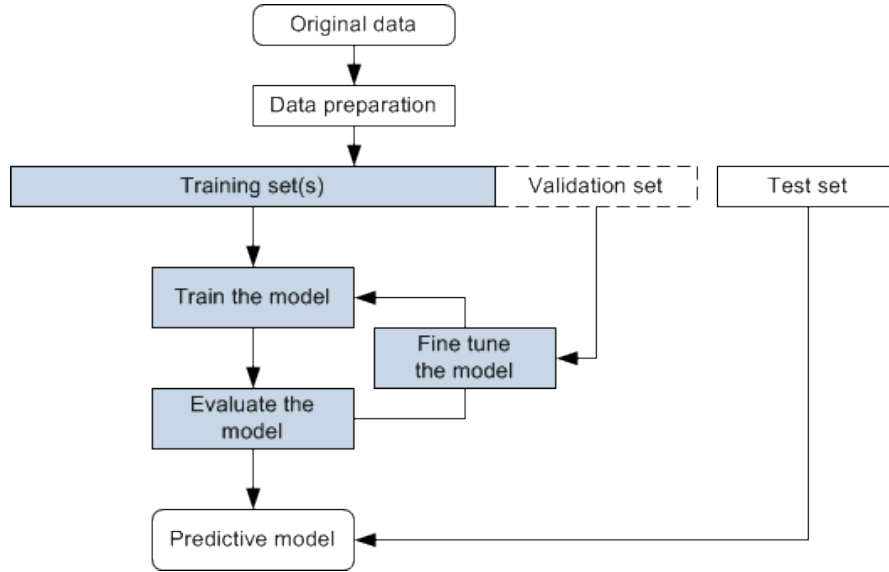 Original data
Data preparation
Training set(s)
Validation set
Test set
Train the model
Fine tune
the model
Evaluate the
model
Predictive model